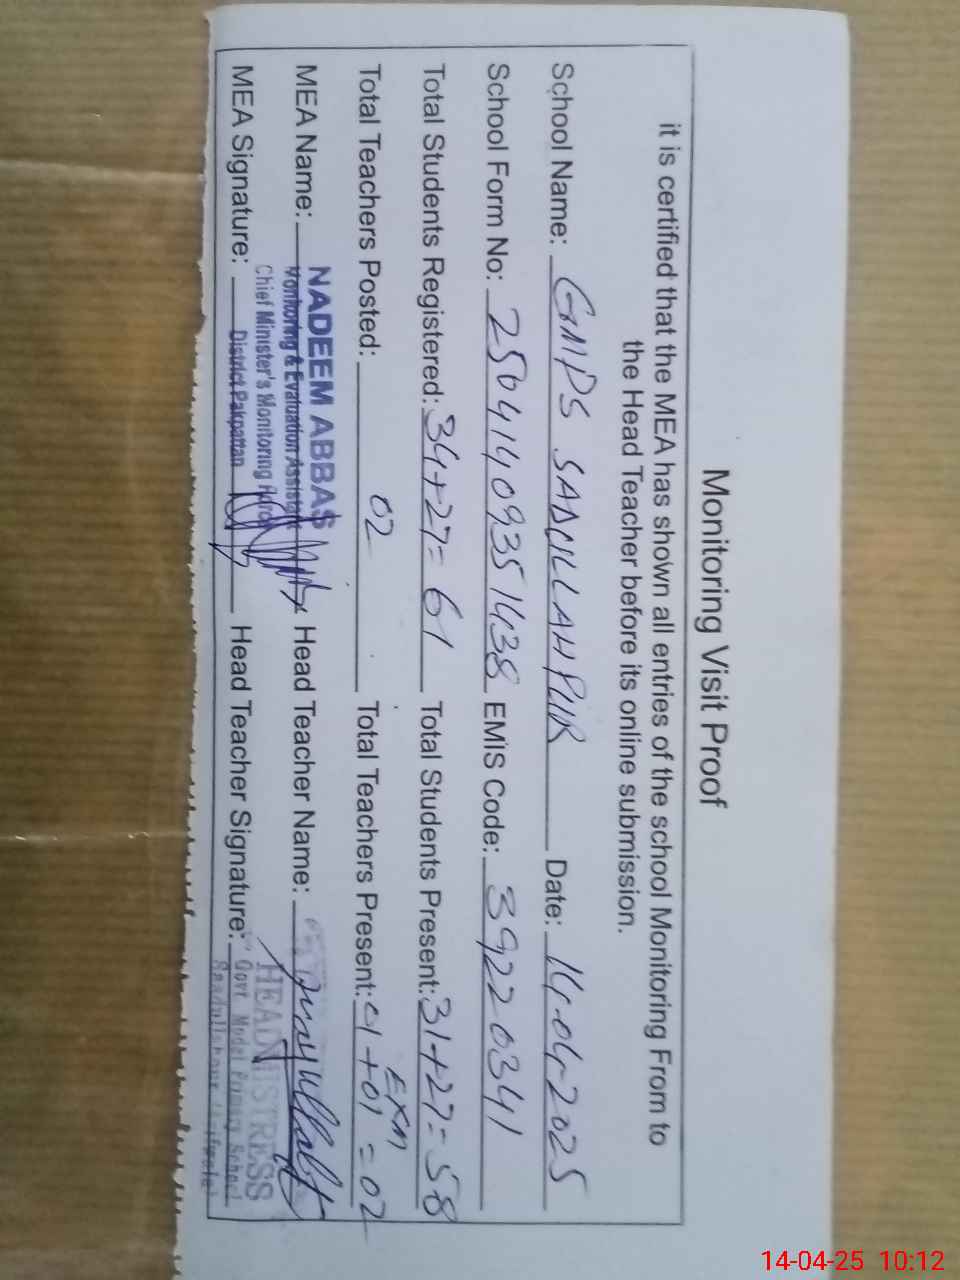 Monitoring Visit Proof
it is certified that the MEA has shown all entries of the school Monitoring From to
the Head Teacher before its online submission.
School Name: GMPS SADULLAHPUR Date: 14-04-2025
School Form No: 25041409351438 EMIS Code: 39220341
Total Students Registered: 34+27= 61 Total Students Present: 31+27= 58
Total Teachers Posted: 02 Total Teachers Present: 01+01 = 02
MEA Name: NADEEM ABBAS Head Teacher Name:
Monitoring & Evaluation Assistant
Chief Minister's Monitoring
HEADMISTRESS
MEA Signature: District Pakpattan Head Teacher Signature: Govt. Model Primary School
14-04-25 10:12